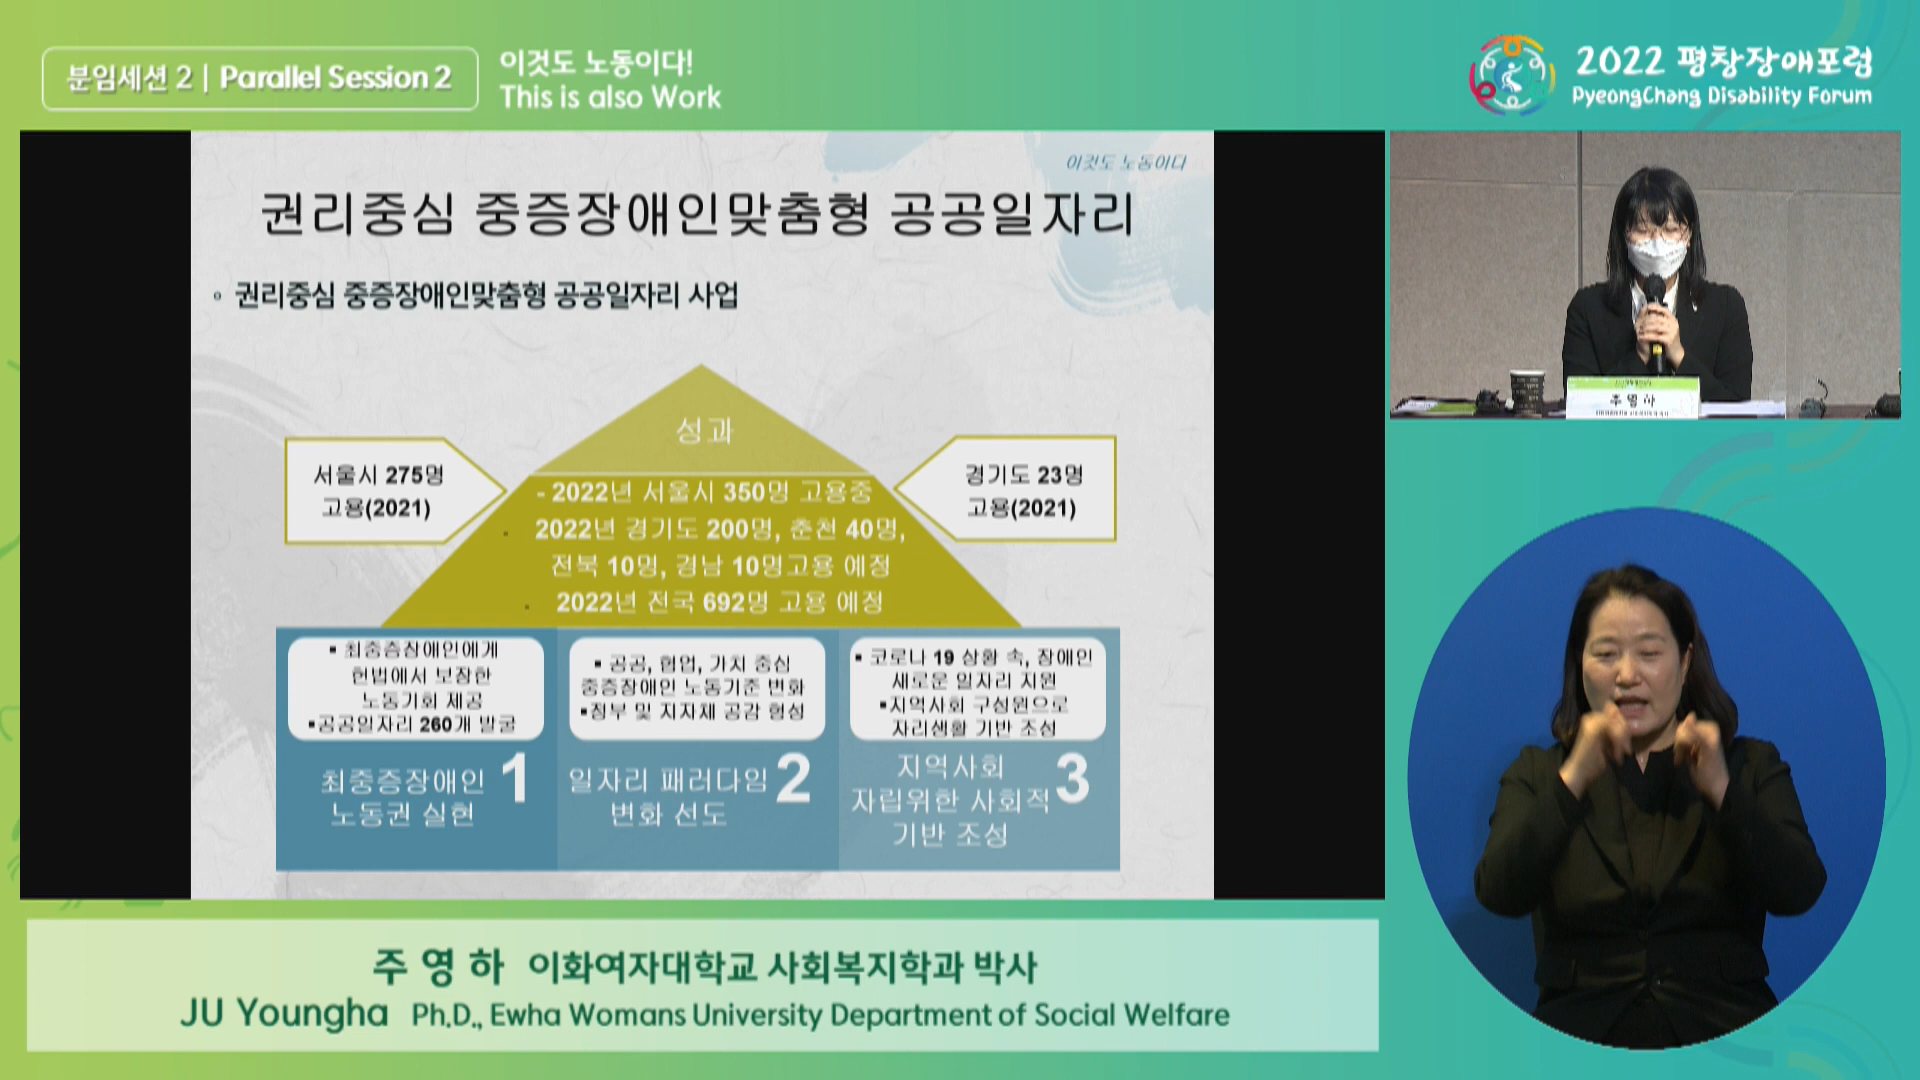 분임세션 2 | Parallel Session 2
이것도 노동이다!
This is also Work
2022 평창장애포럼
PyeongChang Disability Forum
이것도 노동이다
권리중심 중증장애인맞춤형 공공일자리
◦ 권리중심 중증장애인맞춤형 공공일자리 사업
성과
서울시 275명
고용(2021)
경기도 23명
고용(2021)
- 2022년 서울시 350명 고용중
- 2022년 경기도 200명, 춘천 40명,
전북 10명, 경남 10명고용 예정
- 2022년 전국 692명 고용 예정
▪ 최중증장애인에게
헌법에서 보장한
노동기회 제공
▪공공일자리 260개 발굴
최중증장애인
노동권 실현
1
▪ 공공, 협업, 가치 중심
중증장애인 노동기준 변화
▪정부 및 지자체 공감 형성
일자리 패러다임
변화 선도
2
▪ 코로나 19 상황 속, 장애인
새로운 일자리 지원
▪지역사회 구성원으로
자리생활 기반 조성
지역사회
자립위한 사회적
기반 조성
3
주영하
주영하 이화여자대학교 사회복지학과 박사
JU Youngha Ph.D., Ewha Womans University Department of Social Welfare